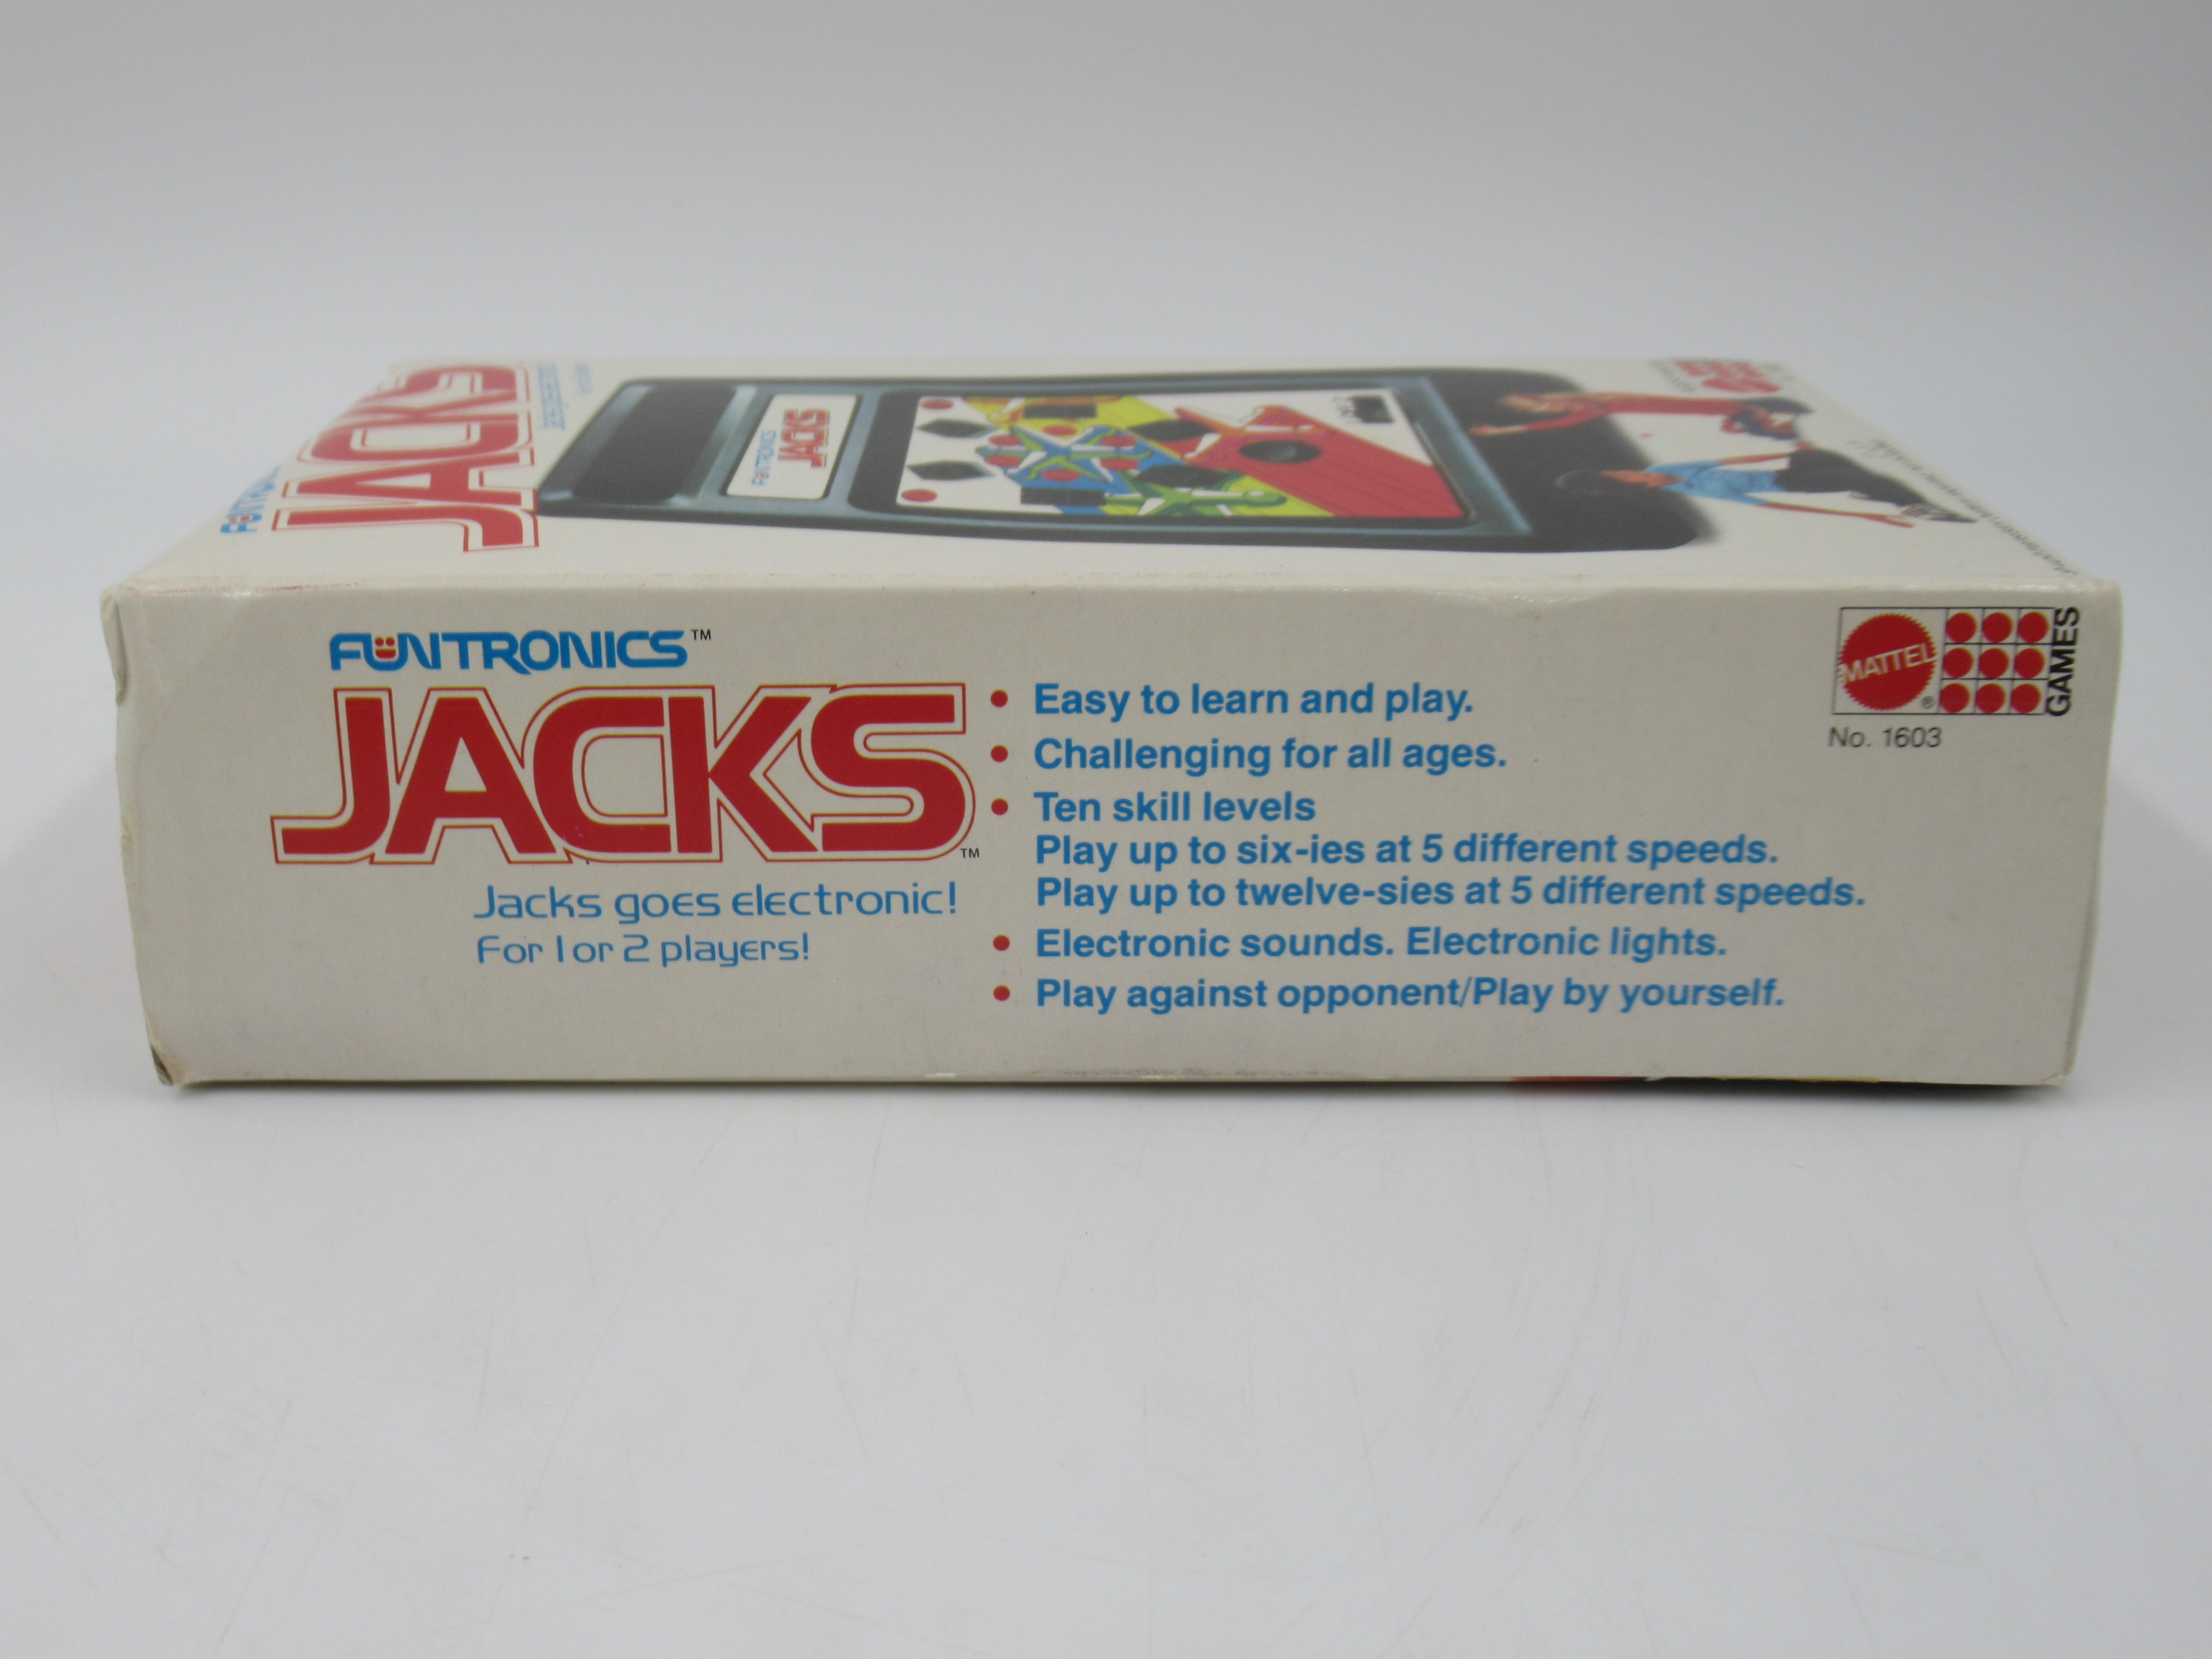 FUNTRONICS
JACKS
FUNTRONICS
JACKS
FUNTRONICS™
JACKS™
Jacks goes electronic!
For 1 or 2 players!
• Easy to learn and play.
• Challenging for all ages.
• Ten skill levels
Play up to six-ies at 5 different speeds.
Play up to twelve-sies at 5 different speeds.
• Electronic sounds. Electronic lights.
• Play against opponent/Play by yourself.
MATTEL®
GAMES
No. 1603